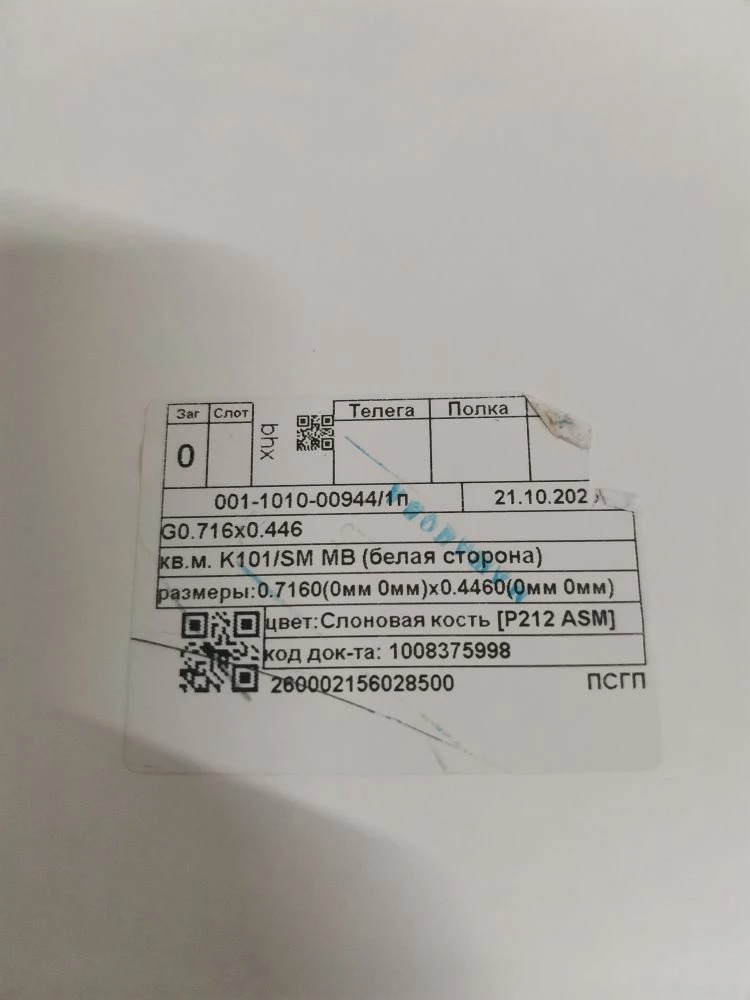 Заг Слот Телега Полка
0
bhx
001-1010-00944/1п 21.10.202
G0.716x0.446
кв.м. K101/SM MB (белая сторона)
размеры:0.7160(0мм 0мм)x0.4460(0мм 0мм)
цвет:Слоновая кость [P212 ASM]
код док-та: 1008375998
260002156028500 ПСГП